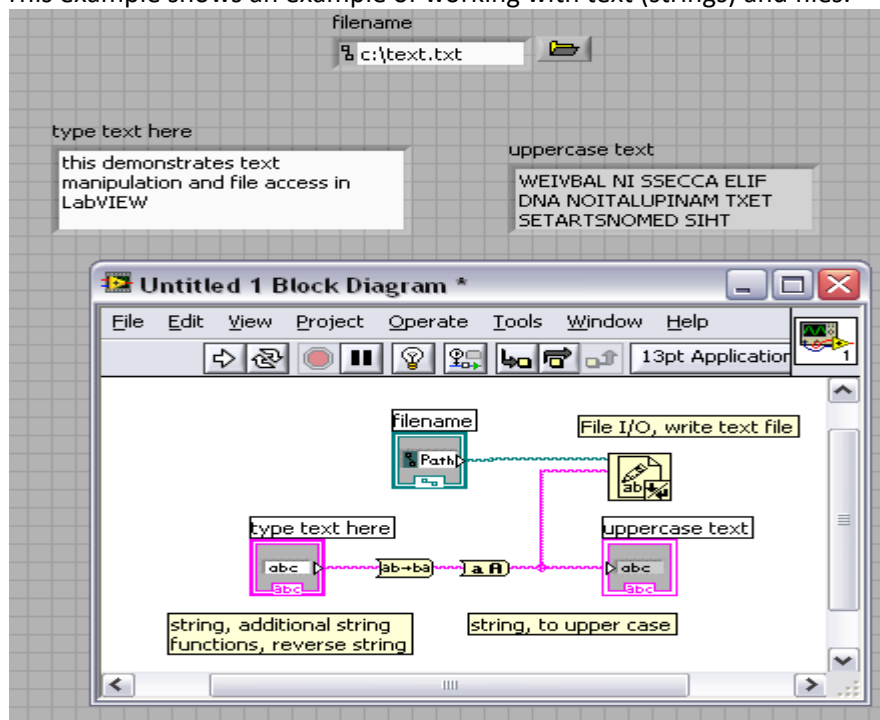 This example shows an example of working with text (strings) and files.
filename
c:\text.txt
type text here
this demonstrates text
manipulation and file access in
LabVIEW
uppercase text
WEIVBAL NI SSECCA ELIF
DNA NOITALUPINAM TXET
SETARTSNOMED SIHT
Untitled 1 Block Diagram *
File Edit View Project Operate Tools Window Help
13pt Application
1
filename
Path
File I/O, write text file
ab
type text here
abc
abc
ab→ba
a A
uppercase text
abc
abc
string, additional string
functions, reverse string
string, to upper case